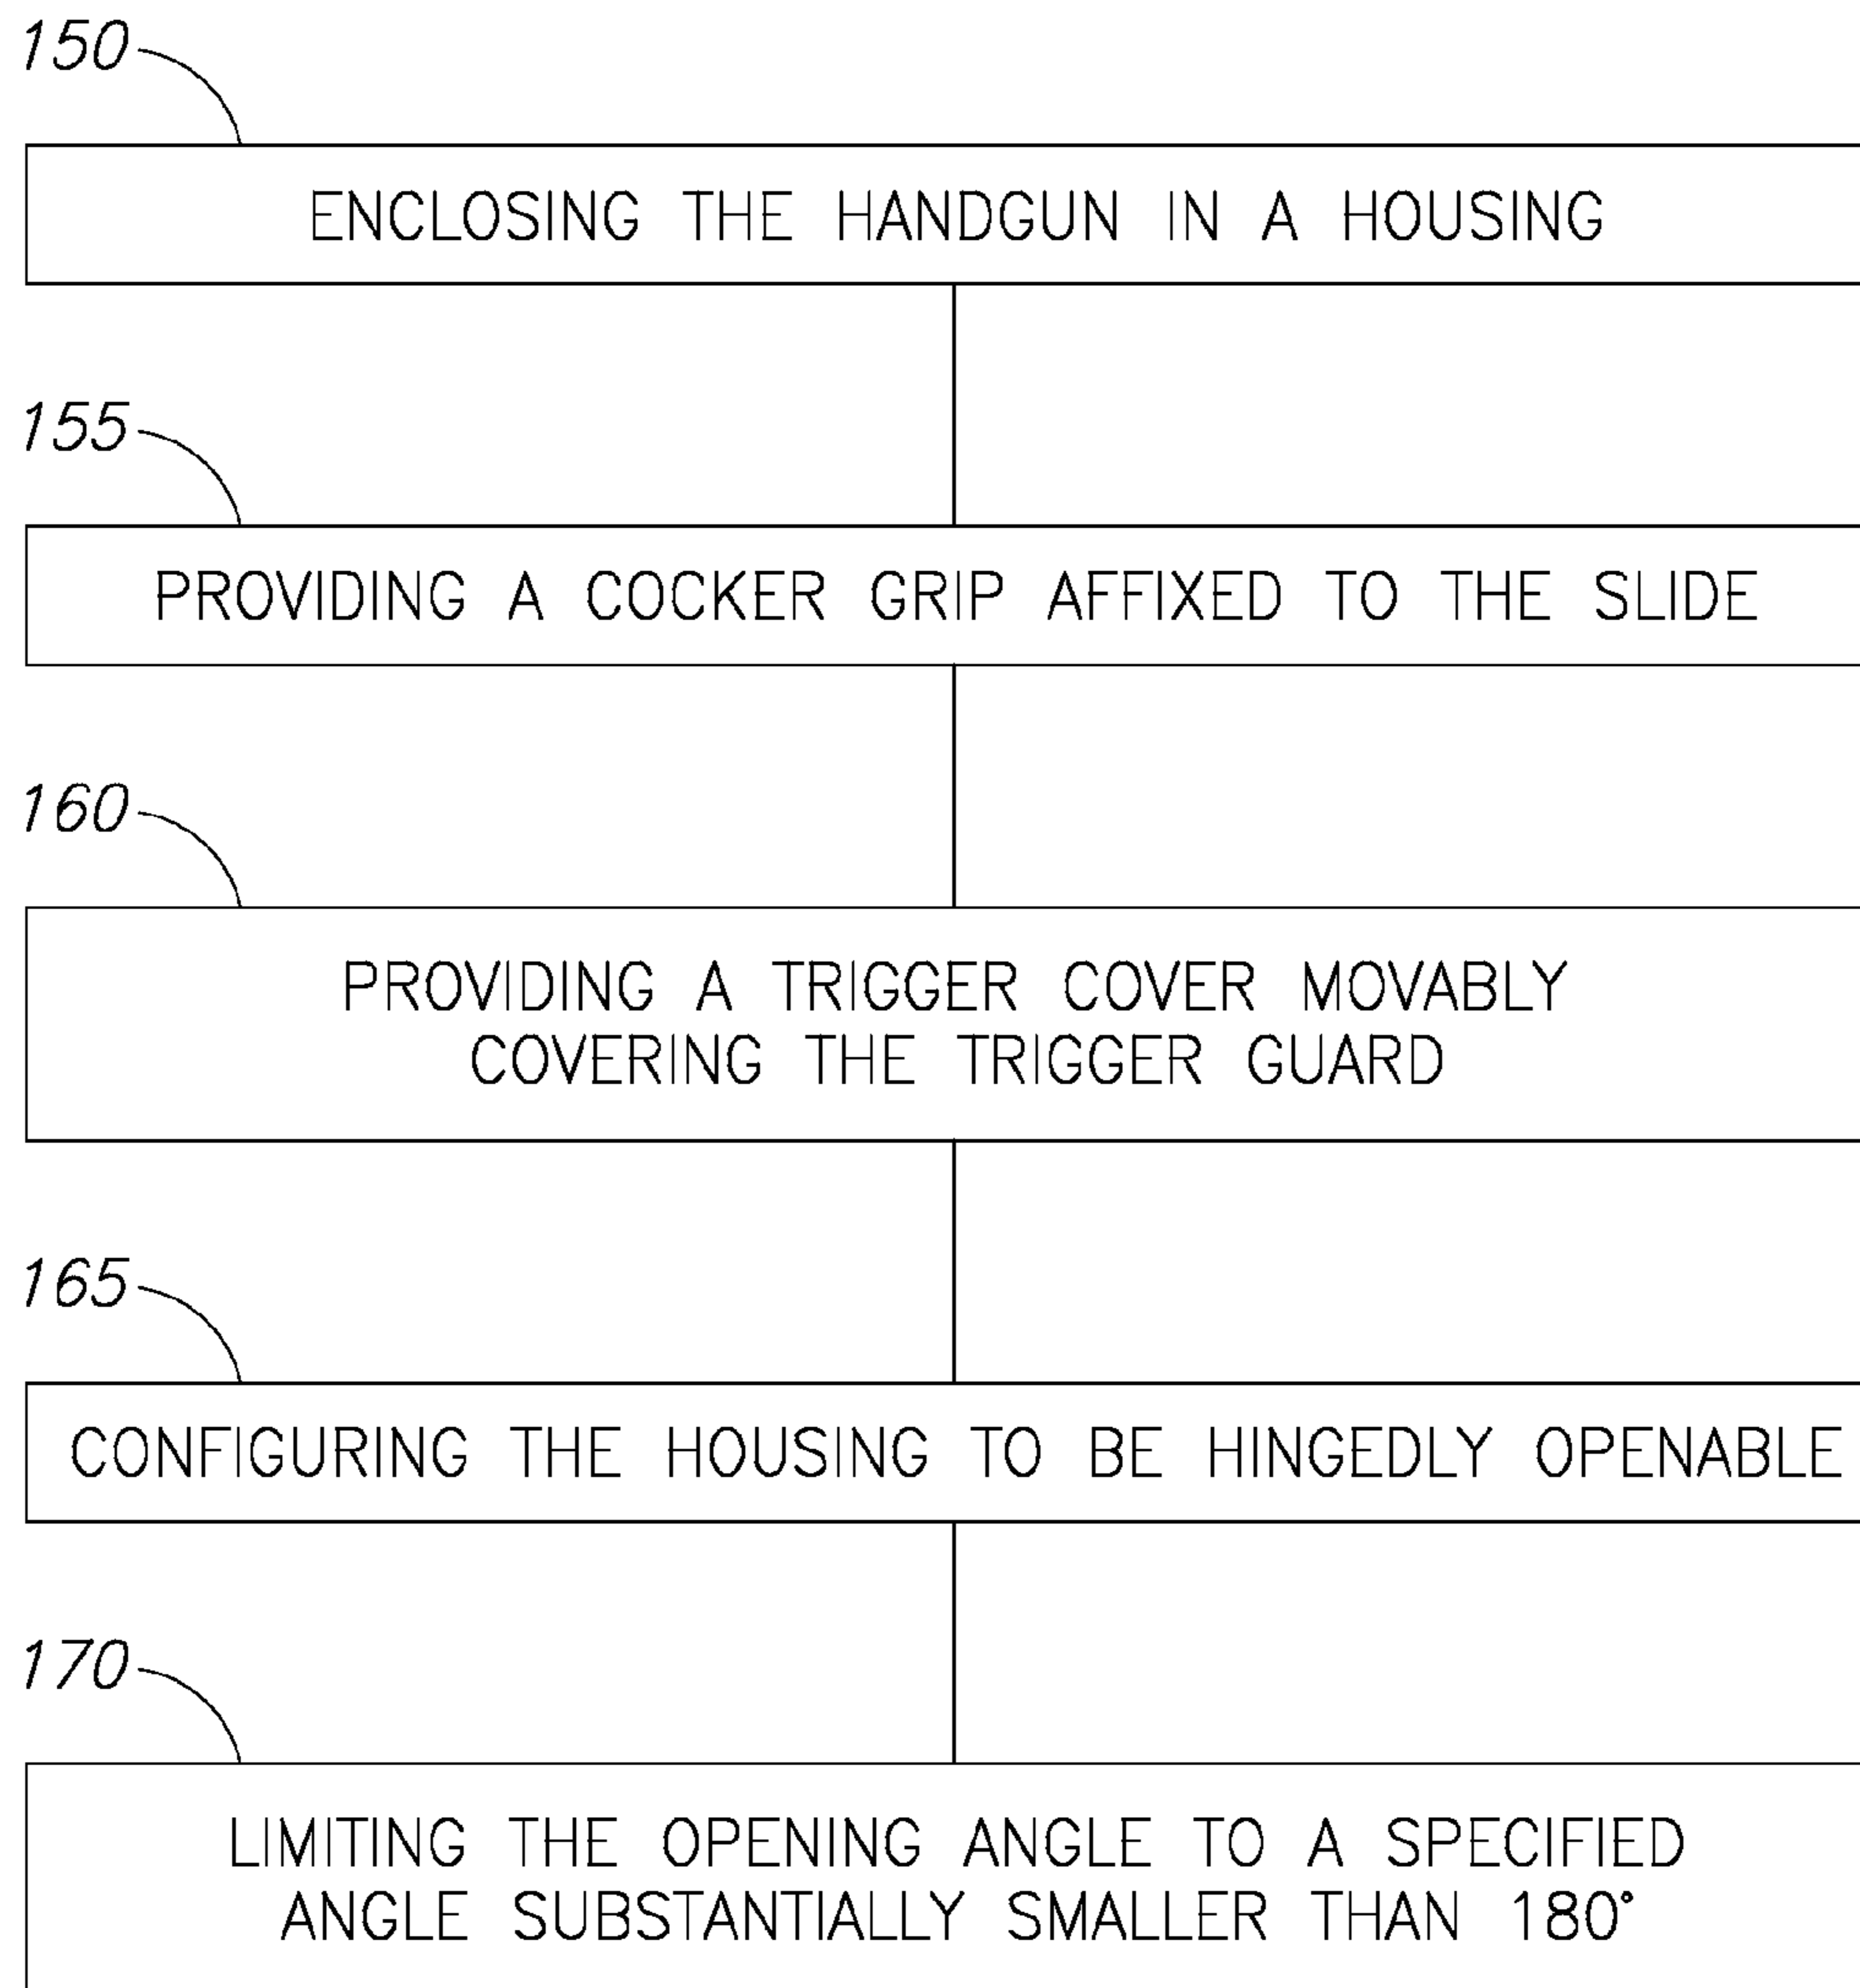 150
ENCLOSING THE HANDGUN IN A HOUSING
155
PROVIDING A COCKER GRIP AFFIXED TO THE SLIDE
160
PROVIDING A TRIGGER COVER MOVABLY
COVERING THE TRIGGER GUARD
165
CONFIGURING THE HOUSING TO BE HINGEDLY OPENABLE
170
LIMITING THE OPENING ANGLE TO A SPECIFIED
ANGLE SUBSTANTIALLY SMALLER THAN 180°